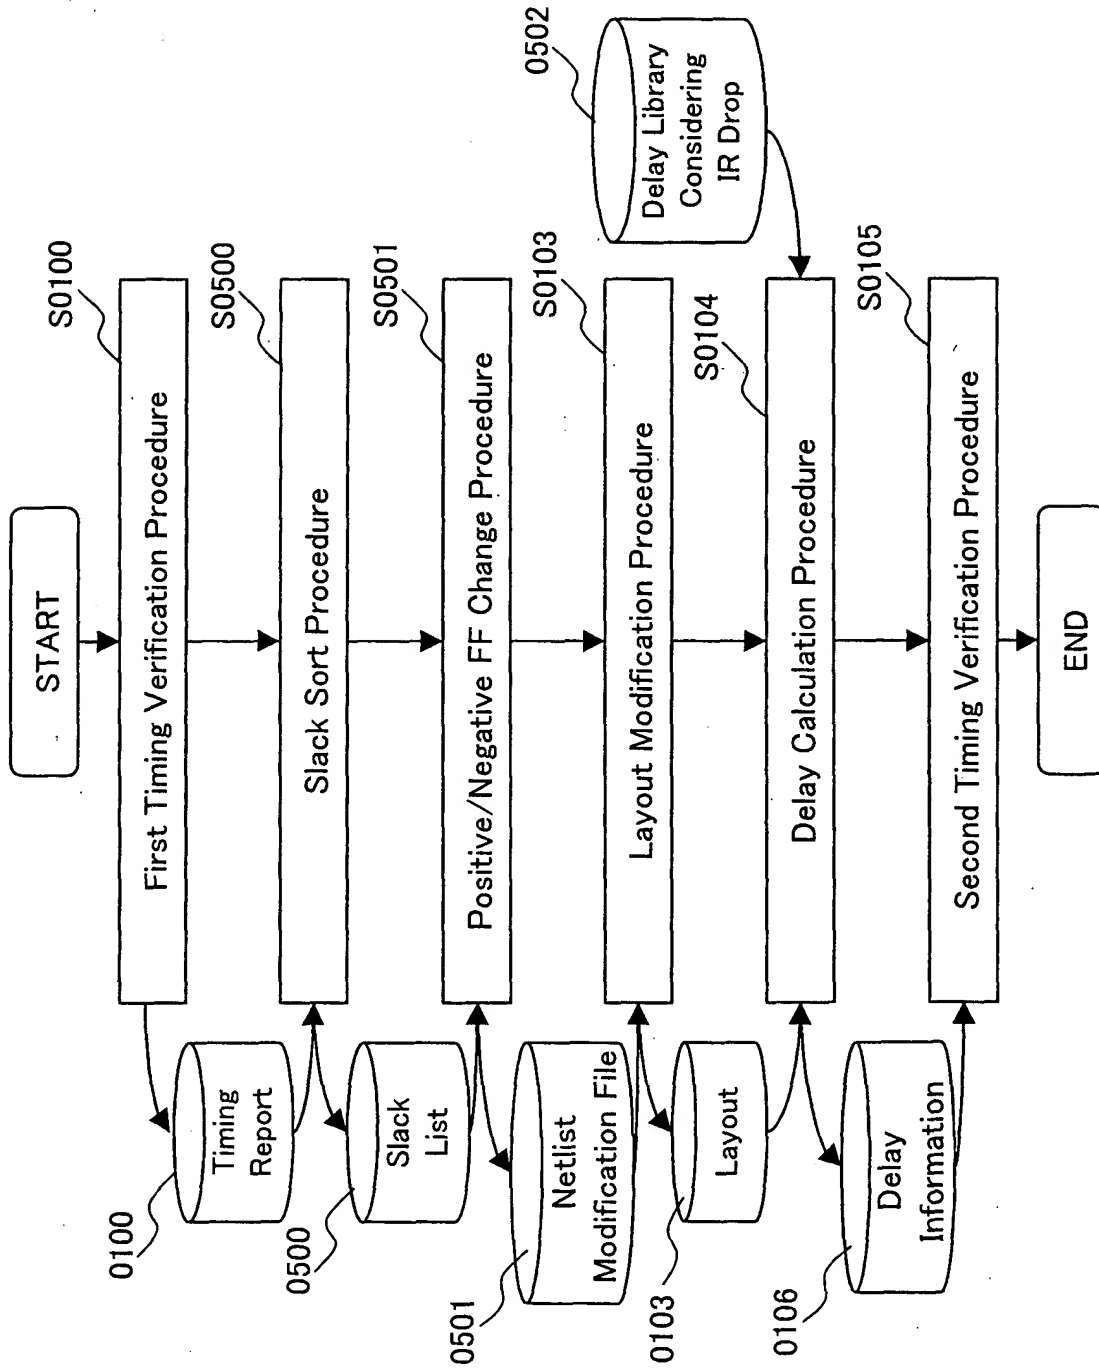 START
S0100
First Timing Verification Procedure
0100
Timing
Report
S0500
Slack Sort Procedure
0500
Slack
List
S0501
Positive/Negative FF Change Procedure
0501
Netlist
Modification File
S0103
Layout Modification Procedure
0103
Layout
0502
Delay Library
Considering
IR Drop
S0104
Delay Calculation Procedure
0106
Delay
Information
S0105
Second Timing Verification Procedure
END